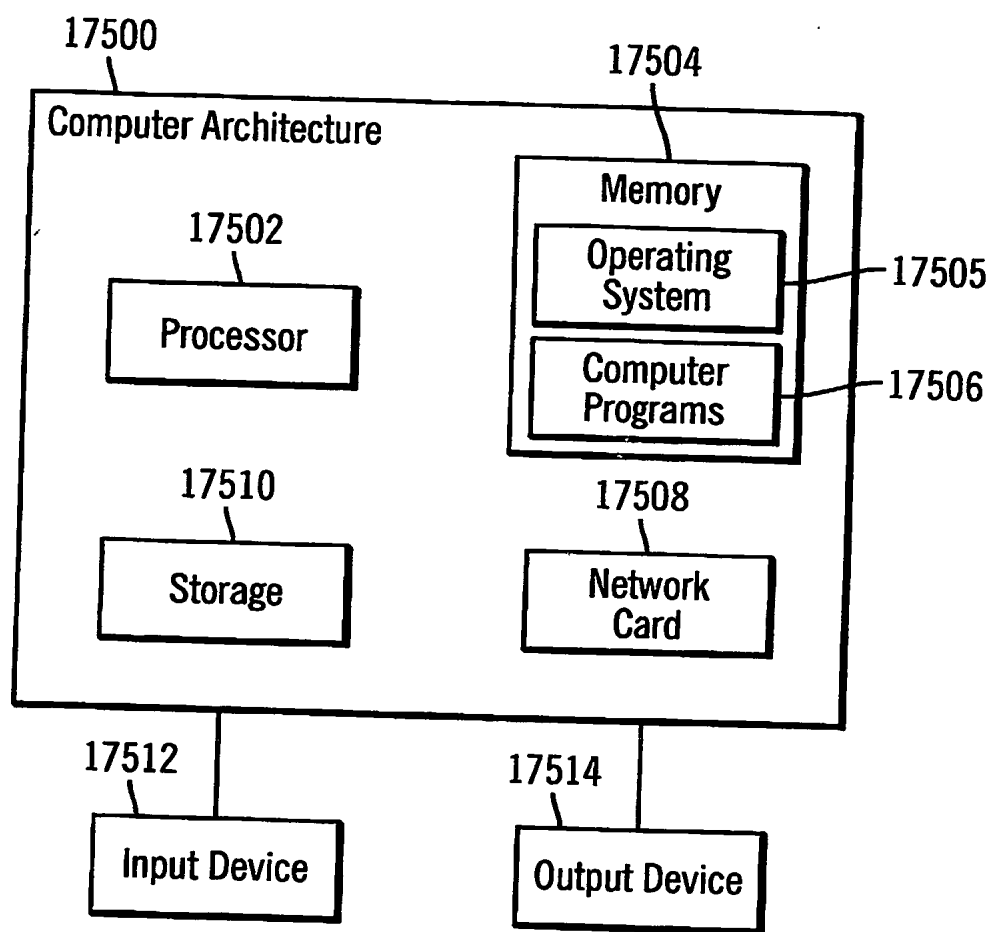 17500
17504
Computer Architecture
Memory
17502
Operating
System
17505
Processor
Computer
Programs
17506
17510
17508
Storage
Network
Card
17512
17514
Input Device
Output Device